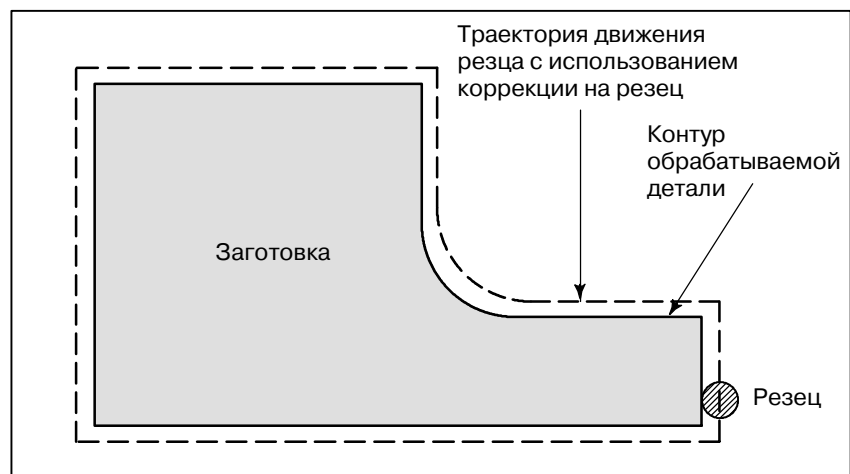 Траектория движения
резца с использованием
коррекции на резец
Контур
обрабатываемой
детали
Заготовка
Резец